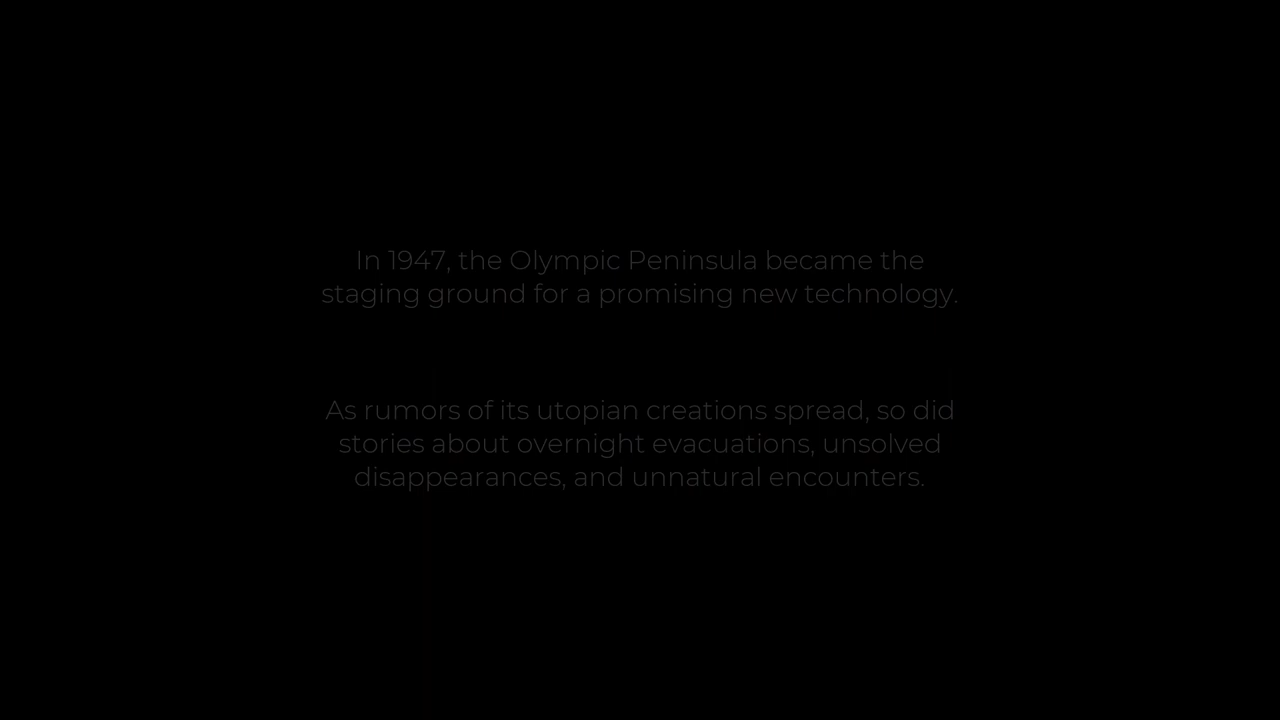 In 1947, the Olympic Peninsula became the
staging ground for a promising new technology.
As rumors of its utopian creations spread, so did
stories about overnight evacuations, unsolved
disappearances, and unnatural encounters.